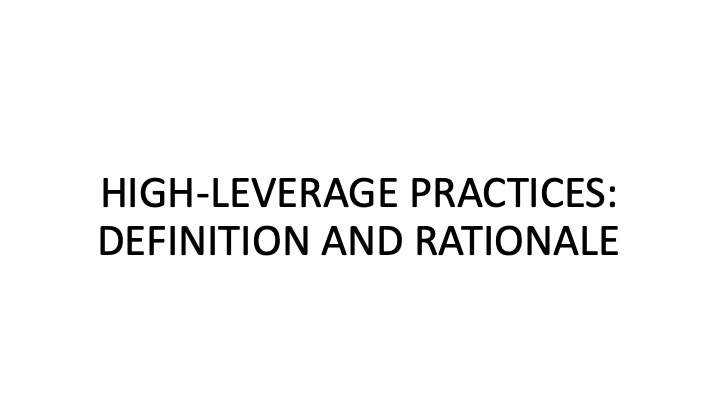 HIGH-LEVERAGE PRACTICES:
DEFINITION AND RATIONALE